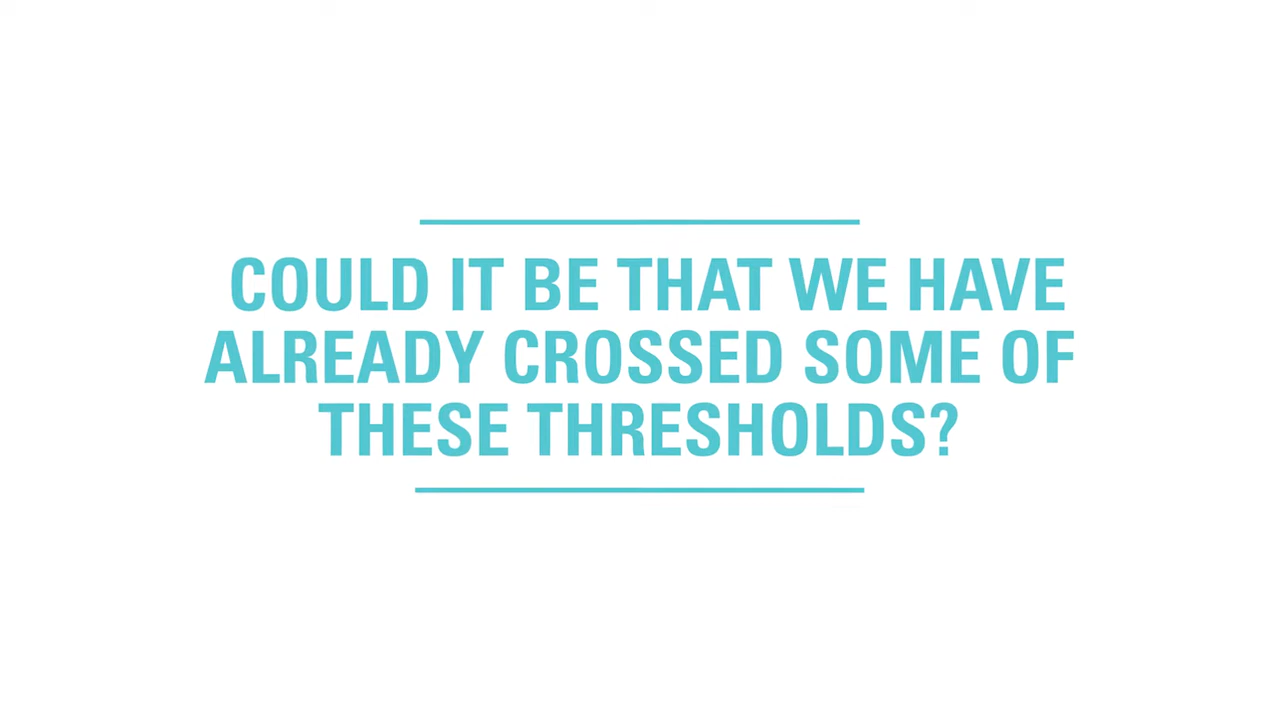 COULD IT BE THAT WE HAVE
ALREADY CROSSED SOME OF
THESE THRESHOLDS?